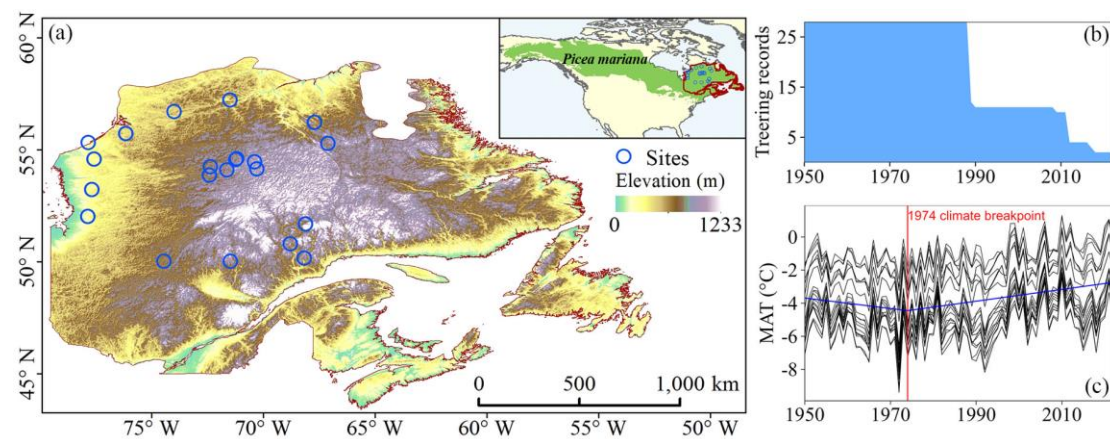 (a)
60° N
55° N
50° N
45° N
75° W
70° W
65° W
60° W
55° W
50° W
Picea mariana
Sites
Elevation (m)
0
1233
0
500
1,000 km
(b)
Treering records
25
15
5
1950
1970
1990
2010
1974 climate breakpoint
MAT (°C)
0
-2
-4
-6
-8
(c)
1950
1970
1990
2010